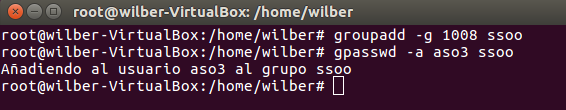 root@wilber-VirtualBox: /home/wilber
root@wilber-VirtualBox:/home/wilber# groupadd -g 1008 ssoo
root@wilber-VirtualBox:/home/wilber# gpasswd -a aso3 ssoo
Añadiendo al usuario aso3 al grupo ssoo
root@wilber-VirtualBox:/home/wilber#